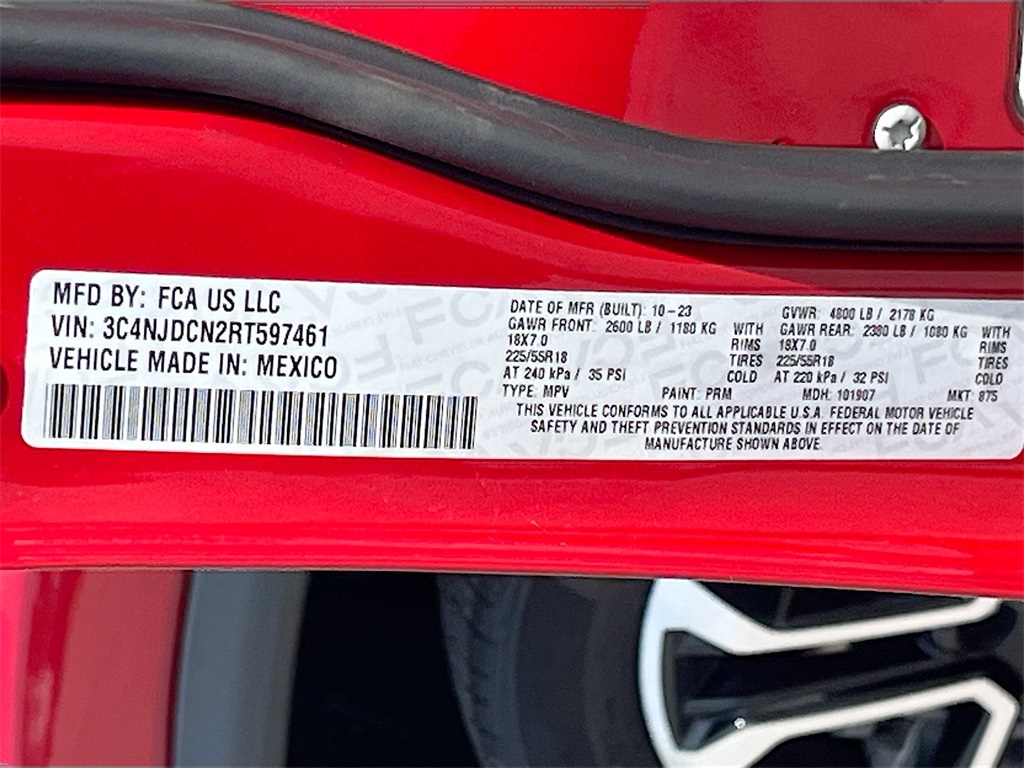 MFD BY: FCA US LLC
VIN: 3C4NJDCN2RT597461
VEHICLE MADE IN: MEXICO
DATE OF MFR (BUILT): 10-23 GVWR: 4800 LB / 2178 KG
GAWR FRONT: 2600 LB / 1180 KG WITH GAWR REAR: 2380 LB / 1080 KG WITH
18X7.0 RIMS 18X7.0 RIMS
225/55R18 TIRES 225/55R18 TIRES
AT 240 kPa / 35 PSI COLD AT 220 kPa / 32 PSI COLD
TYPE: MPV PAINT: PRM MDH: 101907 MKT: 875
THIS VEHICLE CONFORMS TO ALL APPLICABLE U.S.A. FEDERAL MOTOR VEHICLE
SAFETY AND THEFT PREVENTION STANDARDS IN EFFECT ON THE DATE OF
MANUFACTURE SHOWN ABOVE.